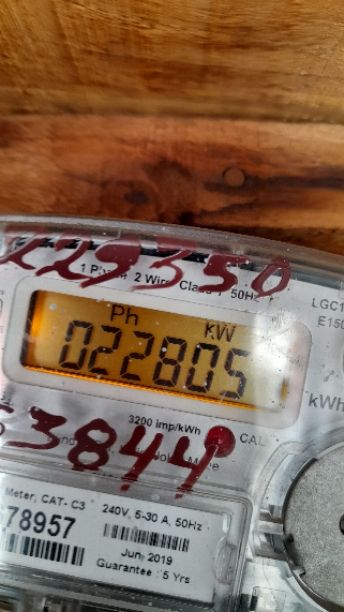 229350
1 Phase 2 Wire Class 1 50Hz
LGC1
E150
Ph kW
022805
kWh
3200 imp/kWh
CAL
3844
Meter, CAT- C3
240V, 5-30 A, 50Hz
78957
Jun, 2019
Guarantee : 5 Yrs